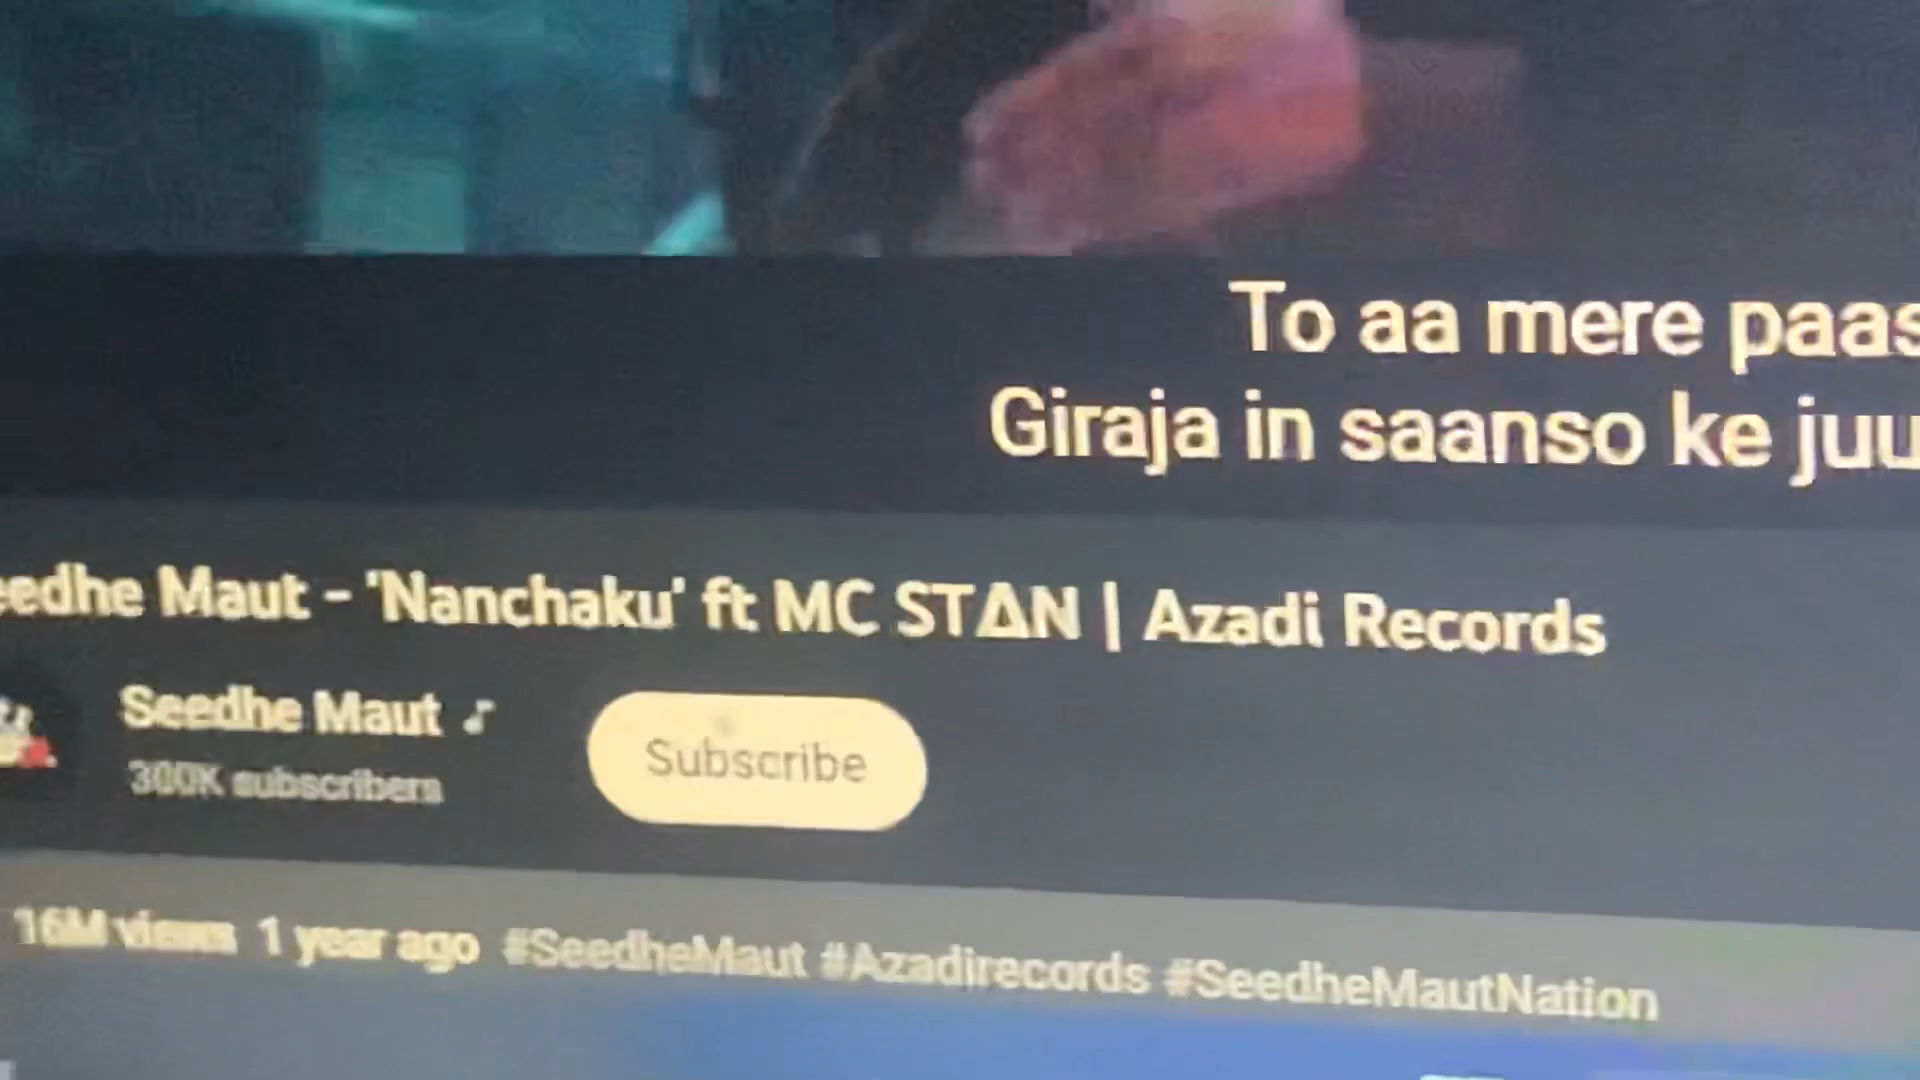 To aa mere paas
Giraja in saanso ke juu
eedhe Maut - 'Nanchaku' ft MC STΔN | Azadi Records
Seedhe Maut
300K subscribers
Subscribe
16M views 1 year ago #SeedheMaut #Azadirecords #SeedheMautNation